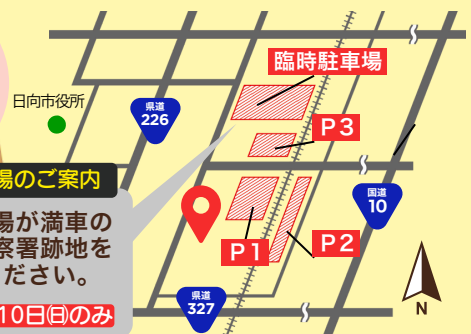 臨時駐車場
日向市役所
県道
226
P3
場のご案内
国道
10
場が満車の
察署跡地を
ださい。
P1
P2
10日㊐のみ
県道
327
N